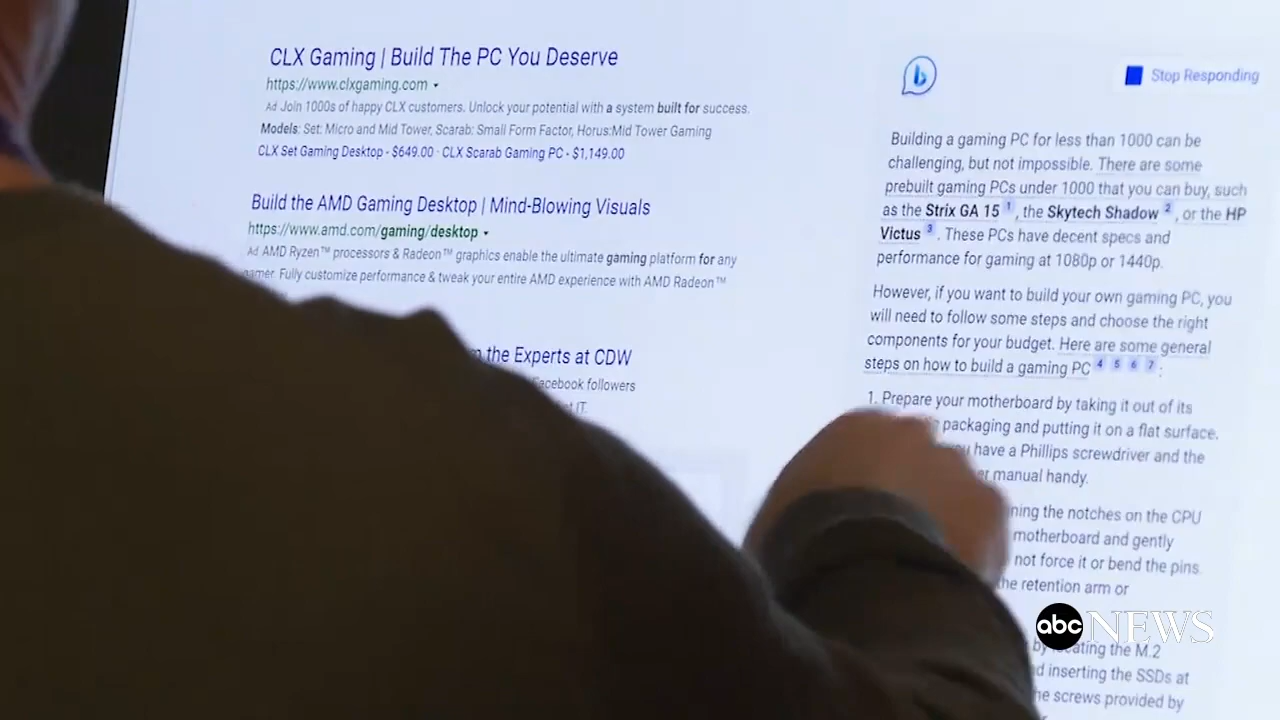 CLX Gaming | Build The PC You Deserve
https://www.clxgaming.com
Ad Join 1000s of happy CLX customers. Unlock your potential with a system built for success.
Models: Set: Micro and Mid Tower, Scarab: Small Form Factor, Horus:Mid Tower Gaming
CLX Set Gaming Desktop - $649.00 · CLX Scarab Gaming PC - $1,149.00
Build the AMD Gaming Desktop | Mind-Blowing Visuals
https://www.amd.com/gaming/desktop
Ad AMD Ryzen™ processors & Radeon™ graphics enable the ultimate gaming platform for any
gamer. Fully customize performance & tweak your entire AMD experience with AMD Radeon™
the Experts at CDW
Facebook followers
IT.
b
Stop Responding
Building a gaming PC for less than 1000 can be
challenging, but not impossible. There are some
prebuilt gaming PCs under 1000 that you can buy, such
as the Strix GA 15 1, the Skytech Shadow 2, or the HP
Victus 3. These PCs have decent specs and
performance for gaming at 1080p or 1440p.
However, if you want to build your own gaming PC, you
will need to follow some steps and choose the right
components for your budget. Here are some general
steps on how to build a gaming PC 4 5 6 7:
1. Prepare your motherboard by taking it out of its
packaging and putting it on a flat surface.
have a Phillips screwdriver and the
manual handy.
the notches on the CPU
motherboard and gently
not force it or bend the pins.
the retention arm or
by locating the M.2
inserting the SSDs at
screws provided by
abc NEWS